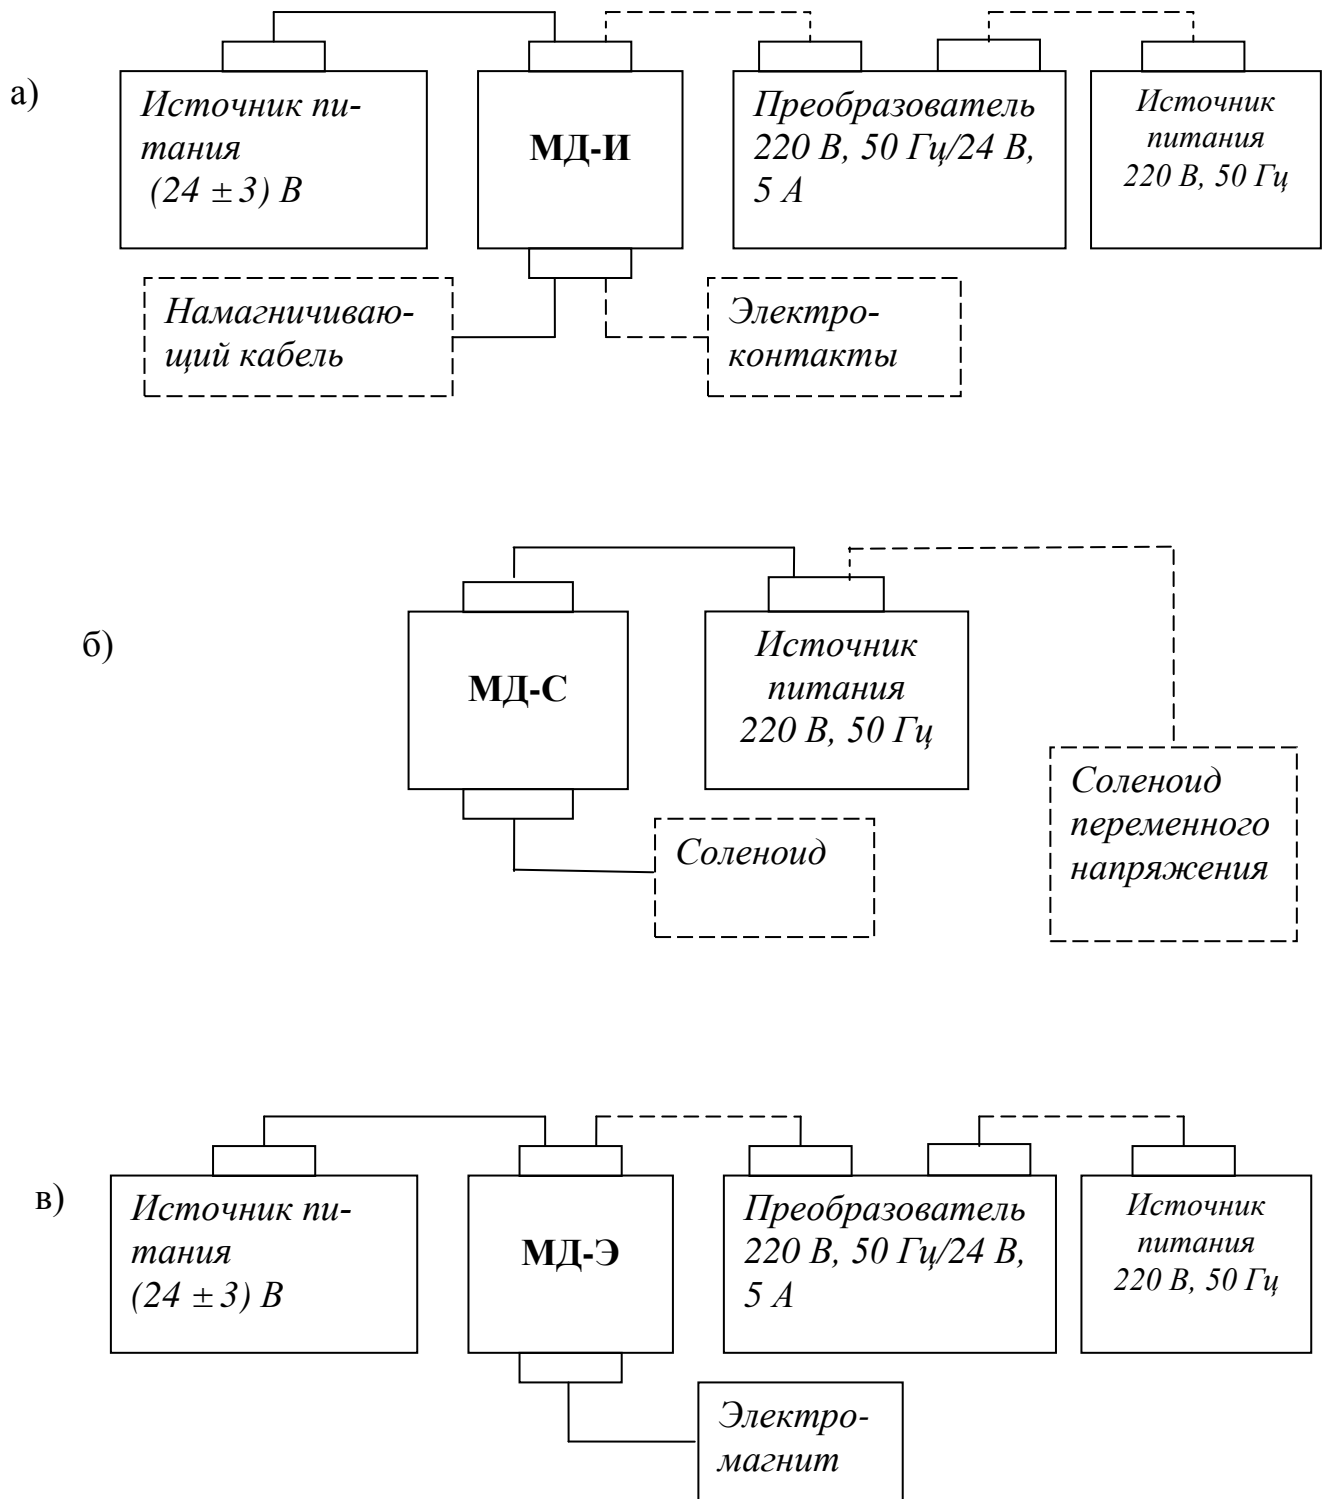 а)
Источник пи-
тания
(24 ± 3) В
МД-И
Преобразователь
220 В, 50 Гц/24 В,
5 А
Источник
питания
220 В, 50 Гц
Намагничиваю-
щий кабель
Электро-
контакты
б)
МД-С
Источник
питания
220 В, 50 Гц
Соленоид
Соленоид
переменного
напряжения
в)
Источник пи-
тания
(24 ± 3) В
МД-Э
Преобразователь
220 В, 50 Гц/24 В,
5 А
Источник
питания
220 В, 50 Гц
Электро-
магнит